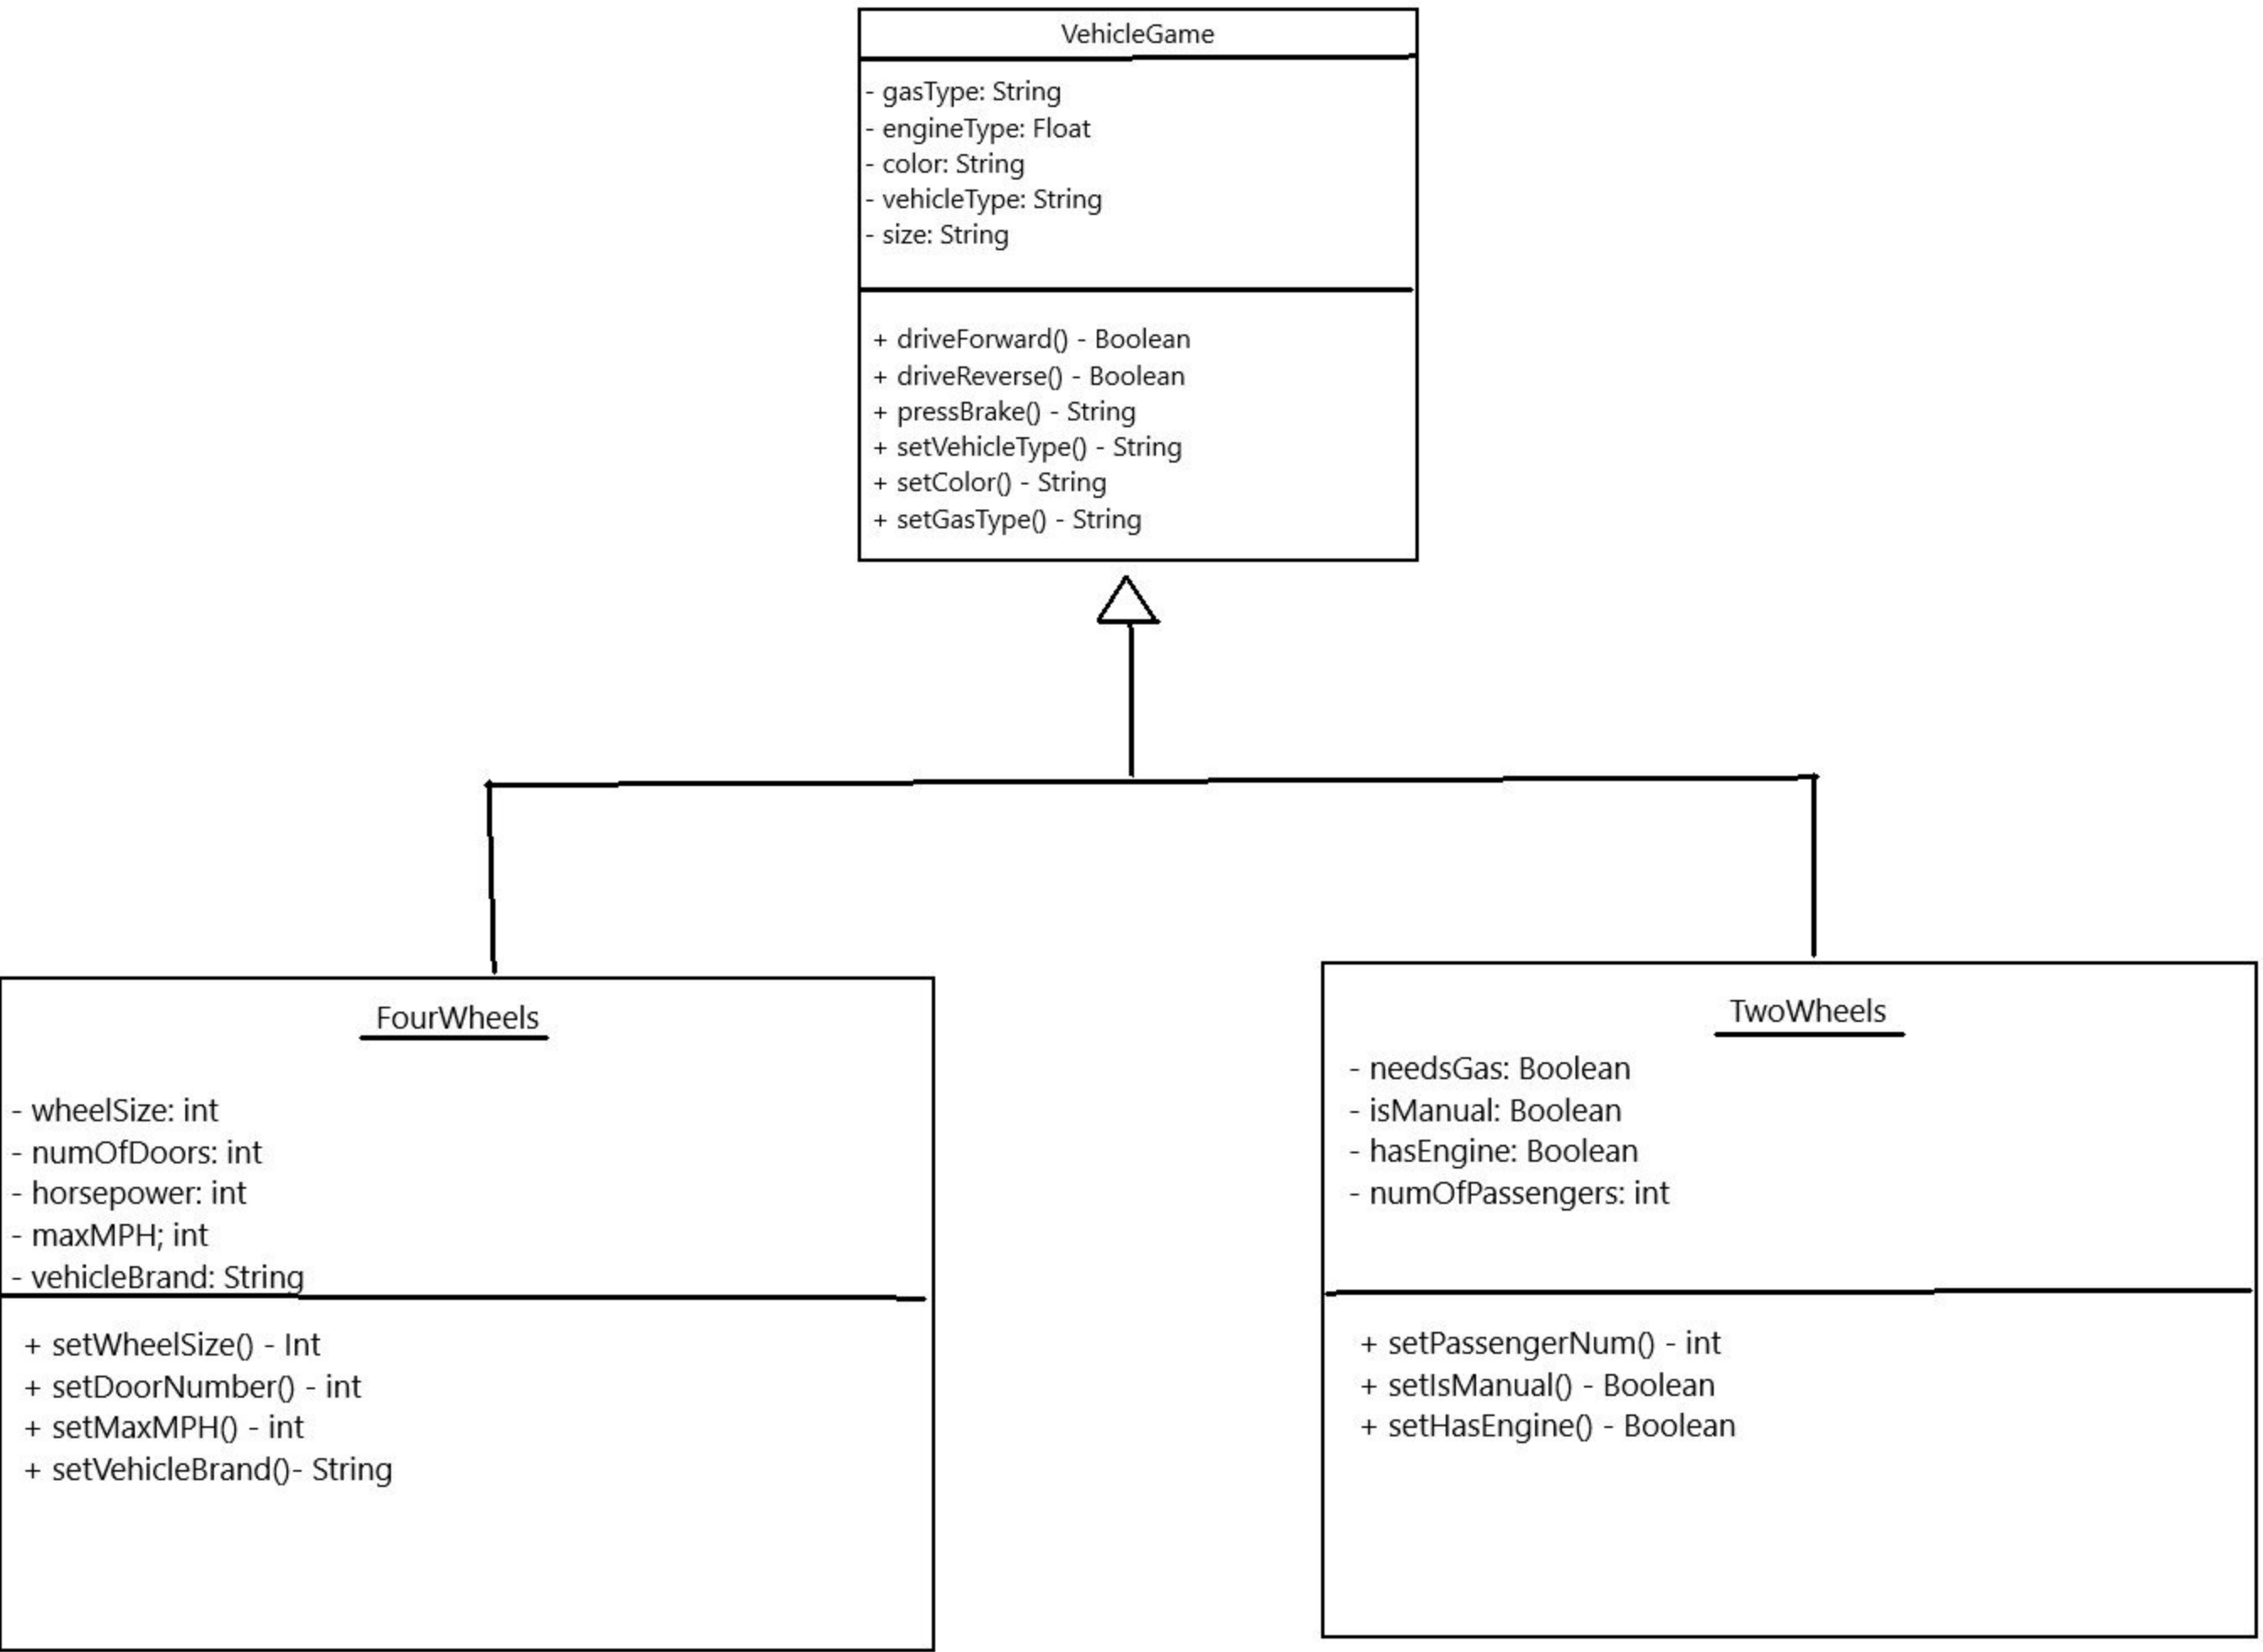 VehicleGame
- gasType: String
- engineType: Float
- color: String
- vehicleType: String
- size: String
+ driveForward() - Boolean
+ driveReverse() - Boolean
+ pressBrake() - String
+ setVehicleType() - String
+ setColor() - String
+ setGasType() - String
FourWheels
- wheelSize: int
- numOfDoors: int
- horsepower: int
- maxMPH; int
- vehicleBrand: String
+ setWheelSize() - Int
+ setDoorNumber() - int
+ setMaxMPH() - int
+ setVehicleBrand()- String
TwoWheels
- needsGas: Boolean
- isManual: Boolean
- hasEngine: Boolean
- numOfPassengers: int
+ setPassengerNum() - int
+ setIsManual() - Boolean
+ setHasEngine() - Boolean